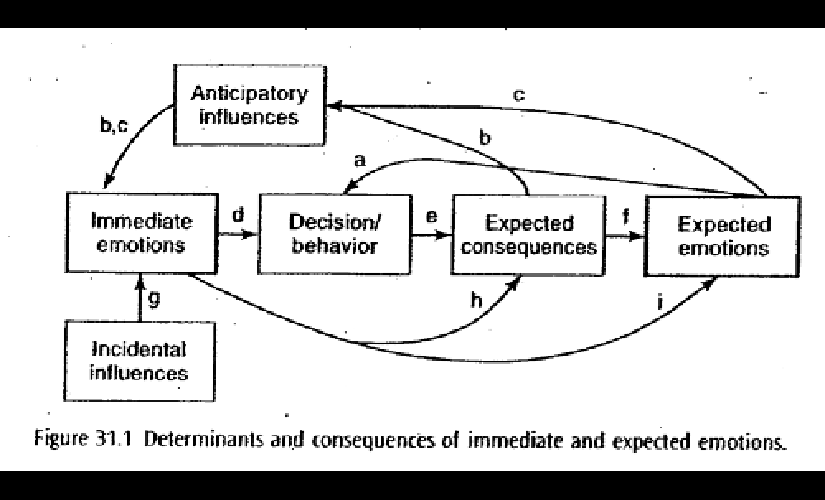 Anticipatory
influences
c
b,c
b
a
Immediate
emotions
d
Decision/
behavior
e
Expected
consequences
f
Expected
emotions
g
h
i
Incidental
influences
Figure 31.1 Determinants and consequences of immediate and expected emotions.